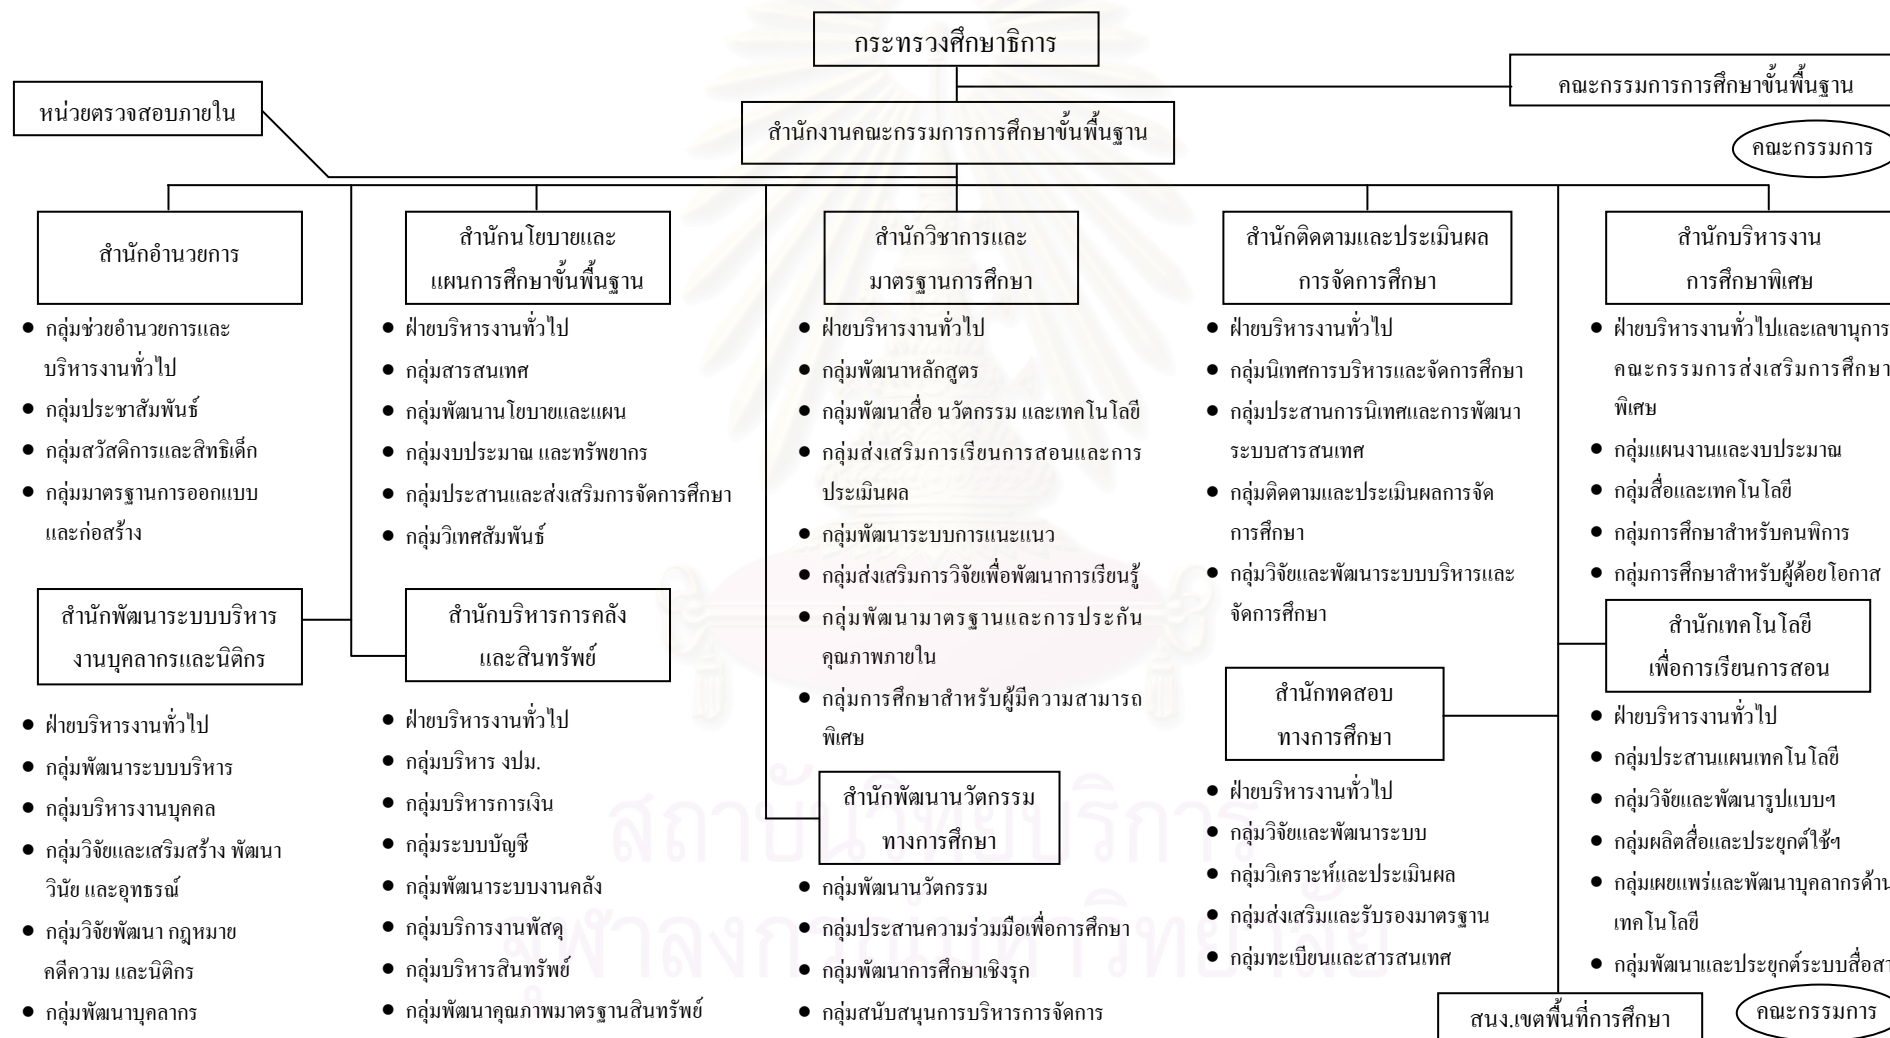 กระทรวงศึกษาธิการ
คณะกรรมการการศึกษาขั้นพื้นฐาน
หน่วยตรวจสอบภายใน
สำนักงานคณะกรรมการการศึกษาขั้นพื้นฐาน
คณะกรรมการ
สำนักอำนวยการ
● กลุ่มช่วยอำนวยการและ
บริหารงานทั่วไป
● กลุ่มประชาสัมพันธ์
● กลุ่มสวัสดิการและสิทธิเด็ก
● กลุ่มมาตรฐานการออกแบบ
และก่อสร้าง
สำนักพัฒนาระบบบริหาร
งานบุคลากรและนิติกร
● ฝ่ายบริหารงานทั่วไป
● กลุ่มพัฒนาระบบบริหาร
● กลุ่มบริหารงานบุคคล
● กลุ่มวิจัยและเสริมสร้าง พัฒนา
วินัย และอุทธรณ์
● กลุ่มวิจัยพัฒนา กฎหมาย
คดีความ และนิติกร
● กลุ่มพัฒนาบุคลากร
สำนักนโยบายและ
แผนการศึกษาขั้นพื้นฐาน
● ฝ่ายบริหารงานทั่วไป
● กลุ่มสารสนเทศ
● กลุ่มพัฒนานโยบายและแผน
● กลุ่มงบประมาณ และทรัพยากร
● กลุ่มประสานและส่งเสริมการจัดการศึกษา
● กลุ่มวิเทศสัมพันธ์
สำนักบริหารการคลัง
และสินทรัพย์
● ฝ่ายบริหารงานทั่วไป
● กลุ่มบริหาร งปม.
● กลุ่มบริหารการเงิน
● กลุ่มระบบบัญชี
● กลุ่มพัฒนาระบบงานคลัง
● กลุ่มบริการงานพัสดุ
● กลุ่มบริหารสินทรัพย์
● กลุ่มพัฒนาคุณภาพมาตรฐานสินทรัพย์
สำนักวิชาการและ
มาตรฐานการศึกษา
● ฝ่ายบริหารงานทั่วไป
● กลุ่มพัฒนาหลักสูตร
● กลุ่มพัฒนาสื่อ นวัตกรรม และเทคโนโลยี
● กลุ่มส่งเสริมการเรียนการสอนและการ
ประเมินผล
● กลุ่มพัฒนาระบบการแนะแนว
● กลุ่มส่งเสริมการวิจัยเพื่อพัฒนาการเรียนรู้
● กลุ่มพัฒนามาตรฐานและการประกัน
คุณภาพภายใน
● กลุ่มการศึกษาสำหรับผู้มีความสามารถ
พิเศษ
สำนักพัฒนานวัตกรรม
ทางการศึกษา
● กลุ่มพัฒนานวัตกรรม
● กลุ่มประสานความร่วมมือเพื่อการศึกษา
● กลุ่มพัฒนาการศึกษาเชิงรุก
● กลุ่มสนับสนุนการบริหารการจัดการ
สำนักติดตามและประเมินผล
การจัดการศึกษา
● ฝ่ายบริหารงานทั่วไป
● กลุ่มนิเทศการบริหารและจัดการศึกษา
● กลุ่มประสานการนิเทศและการพัฒนา
ระบบสารสนเทศ
● กลุ่มติดตามและประเมินผลการจัด
การศึกษา
● กลุ่มวิจัยและพัฒนาระบบบริหารและ
จัดการศึกษา
สำนักทดสอบ
ทางการศึกษา
● ฝ่ายบริหารงานทั่วไป
● กลุ่มวิจัยและพัฒนาระบบ
● กลุ่มวิเคราะห์และประเมินผล
● กลุ่มส่งเสริมและรับรองมาตรฐาน
● กลุ่มทะเบียนและสารสนเทศ
สำนักบริหารงาน
การศึกษาพิเศษ
● ฝ่ายบริหารงานทั่วไปและเลขานุการ
คณะกรรมการส่งเสริมการศึกษา
พิเศษ
● กลุ่มแผนงานและงบประมาณ
● กลุ่มสื่อและเทคโนโลยี
● กลุ่มการศึกษาสำหรับคนพิการ
● กลุ่มการศึกษาสำหรับผู้ด้อยโอกาส
สำนักเทคโนโลยี
เพื่อการเรียนการสอน
● ฝ่ายบริหารงานทั่วไป
● กลุ่มประสานแผนเทคโนโลยี
● กลุ่มวิจัยและพัฒนารูปแบบฯ
● กลุ่มผลิตสื่อและประยุกต์ใช้ฯ
● กลุ่มเผยแพร่และพัฒนาบุคลากรด้าน
เทคโนโลยี
● กลุ่มพัฒนาและประยุกต์ระบบสื่อสา
สนง.เขตพื้นที่การศึกษา
คณะกรรมการ
สถาบันวิทยบริการ
จุฬาลงกรณ์มหาวิทยาลัย